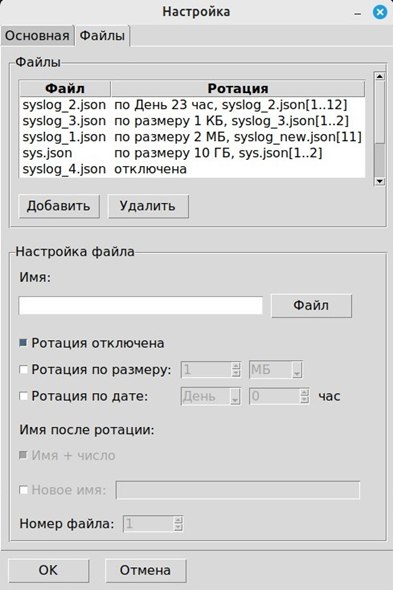 Настройка
Основная Файлы
Файлы
Файл Ротация
syslog_2.json по День 23 час, syslog_2.json[1..12]
syslog_3.json по размеру 1 КБ, syslog_3.json[1..2]
syslog_1.json по размеру 2 МБ, syslog_new.json[11]
sys.json по размеру 10 ГБ, sys.json[1..2]
syslog_4.json отключена
Добавить Удалить
Настройка файла
Имя:
Файл
Ротация отключена
Ротация по размеру: 1 МБ
Ротация по дате: День 0 час
Имя после ротации:
Имя + число
Новое имя:
Номер файла: 1
OK Отмена